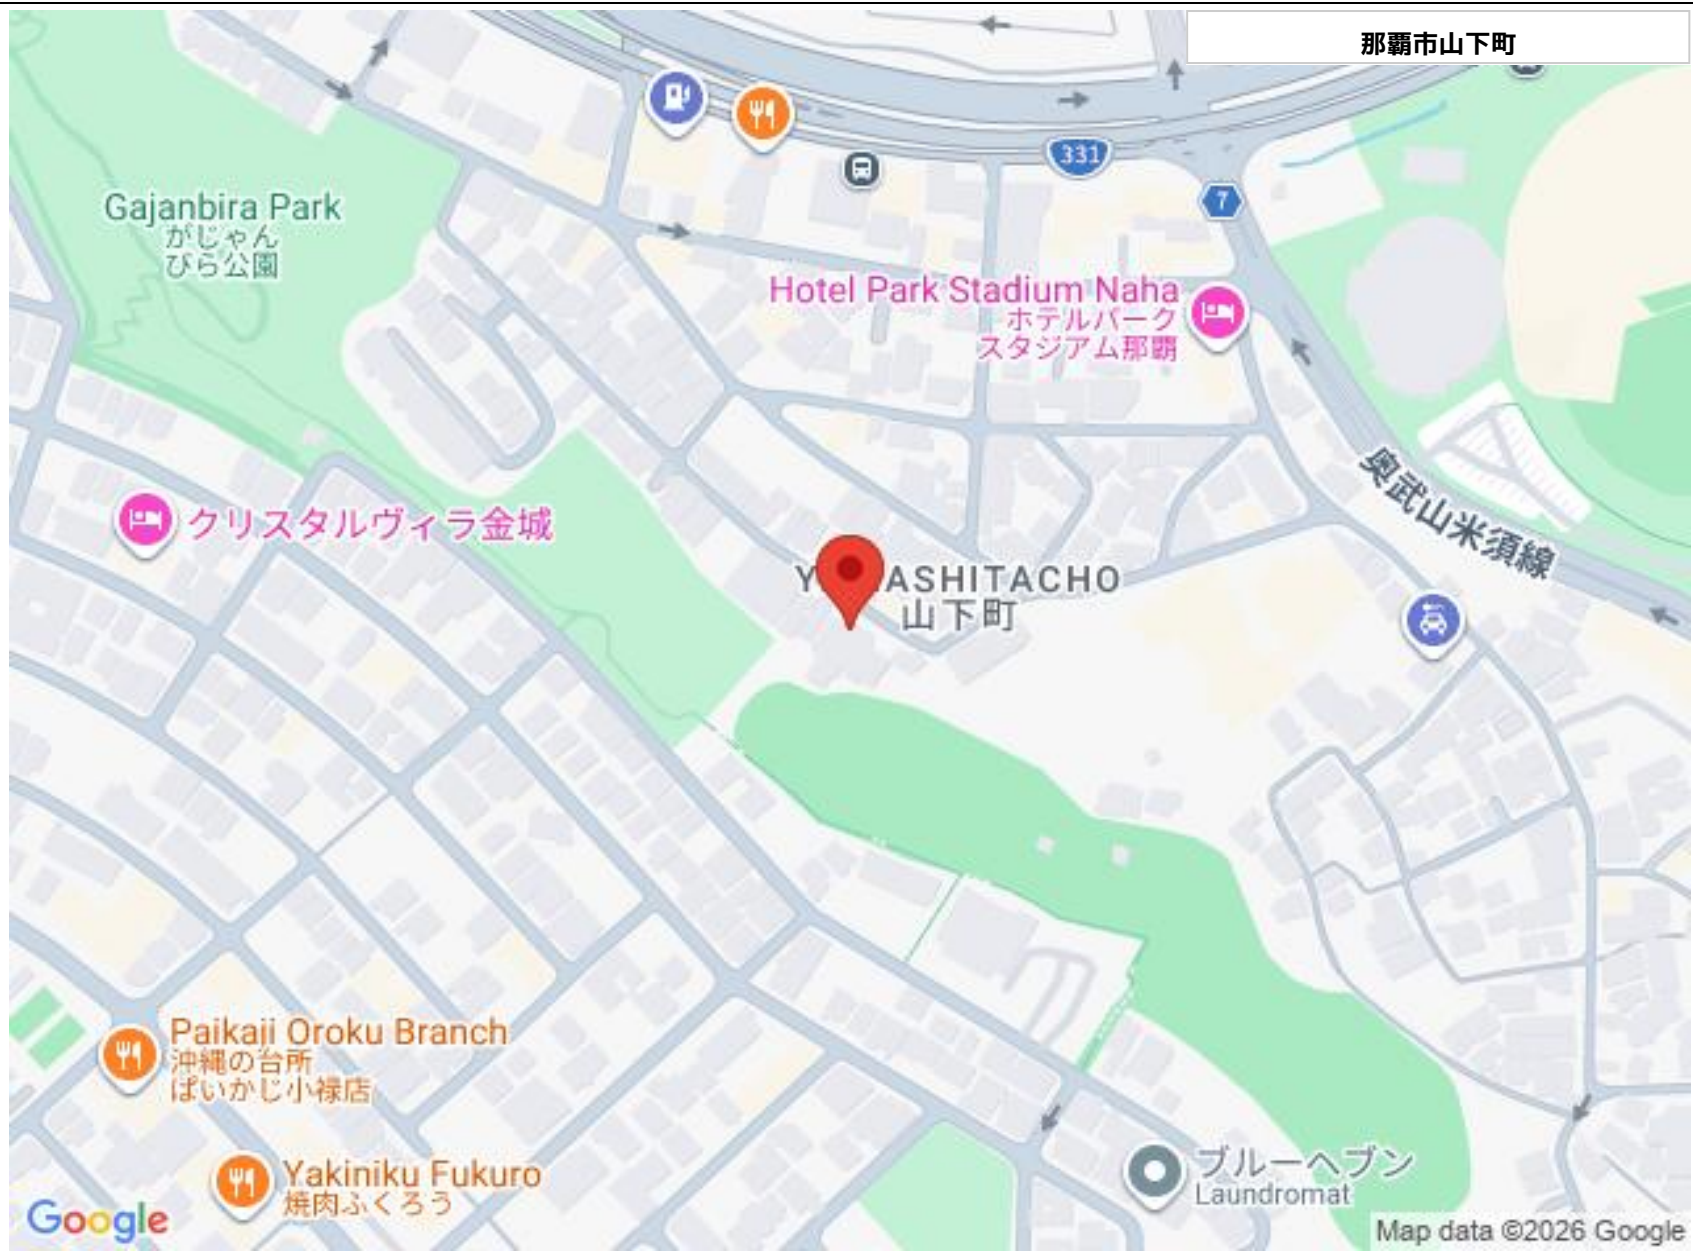 那覇市山下町
331
7
Gajanbira Park
がじゃん
びら公園
Hotel Park Stadium Naha
ホテルパーク
スタジアム那覇
奥武山米須線
クリスタルヴィラ金城
Y ASHITACHO
山下町
Paikaji Oroku Branch
沖縄の台所
ぱいかじ小禄店
Yakiniku Fukuro
焼肉ふくろう
ブルーヘブン
Laundromat
Google
Map data ©2026 Google